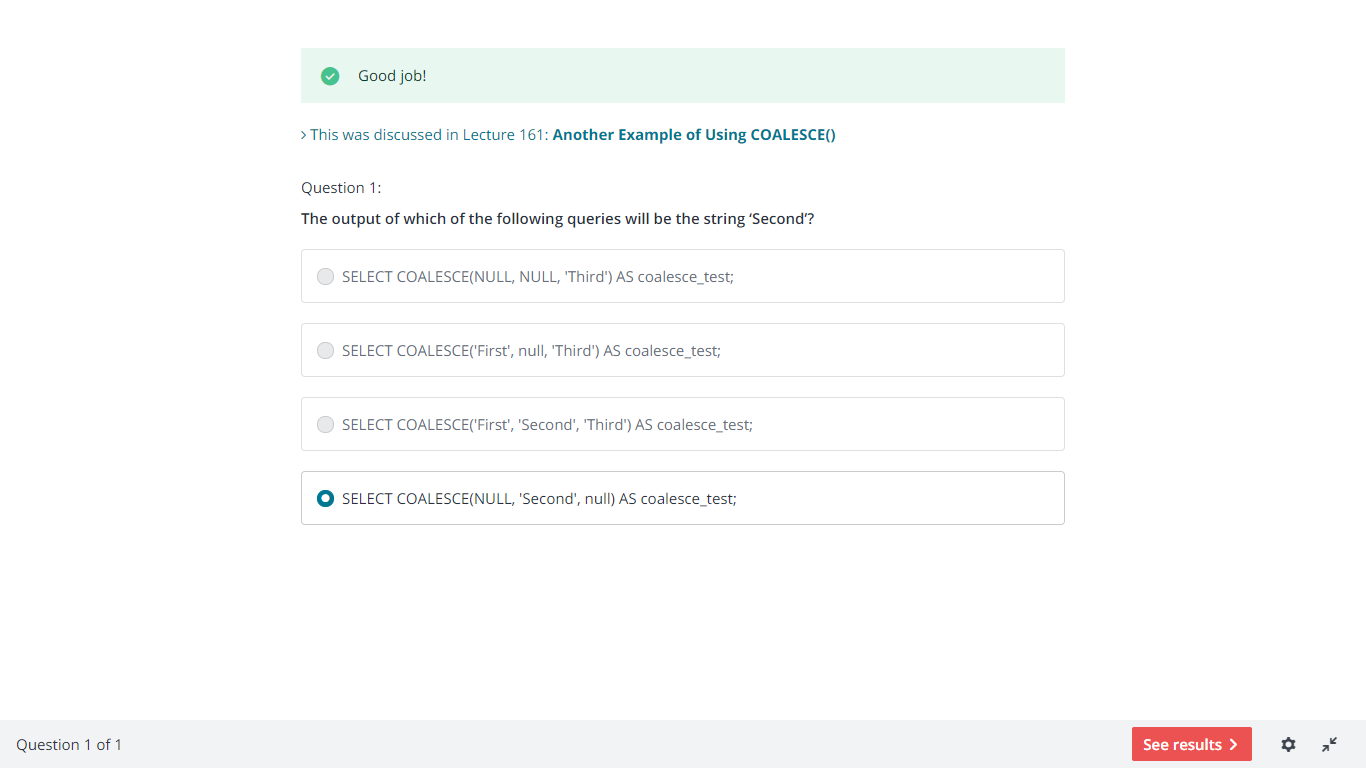 Good job!
This was discussed in Lecture 161: Another Example of Using COALESCE()
Question 1:
The output of which of the following queries will be the string ‘Second’?
SELECT COALESCE(NULL, NULL, 'Third') AS coalesce_test;
SELECT COALESCE('First', null, 'Third') AS coalesce_test;
SELECT COALESCE('First', 'Second', 'Third') AS coalesce_test;
SELECT COALESCE(NULL, 'Second', null) AS coalesce_test;
Question 1 of 1
See results